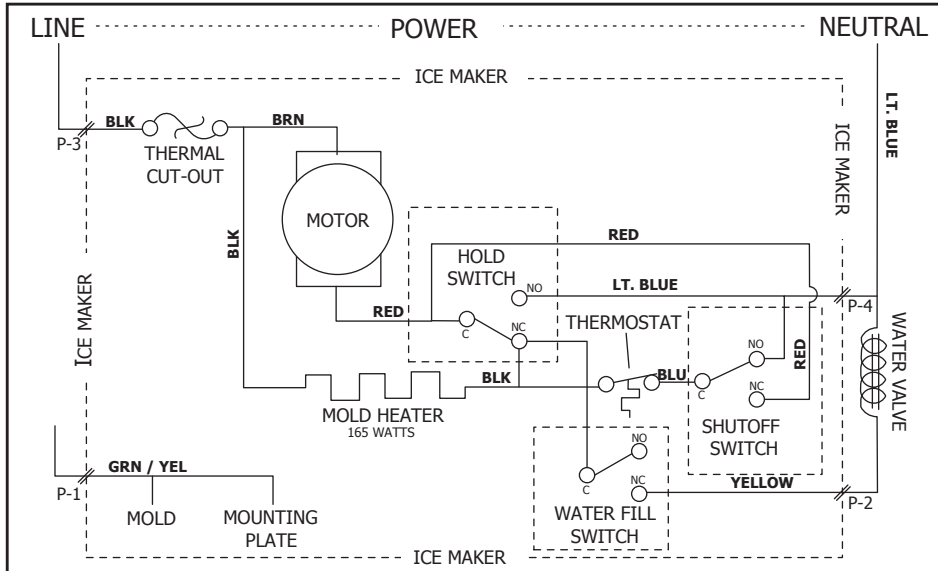 LINE POWER NEUTRAL
ICE MAKER
BLK
P-3
THERMAL
CUT-OUT
BRN
LT. BLUE
ICE MAKER
MOTOR
BLK
HOLD
SWITCH
RED
NO
LT. BLUE
P-4
RED
C
NC
THERMOSTAT
ICE MAKER
BLK
BLU
C
NO
NC
RED
SHUTOFF
SWITCH
WATER VALVE
MOLD HEATER
165 WATTS
NO
C
NC
WATER FILL
SWITCH
YELLOW
P-2
GRN / YEL
P-1
MOLD
MOUNTING
PLATE
ICE MAKER